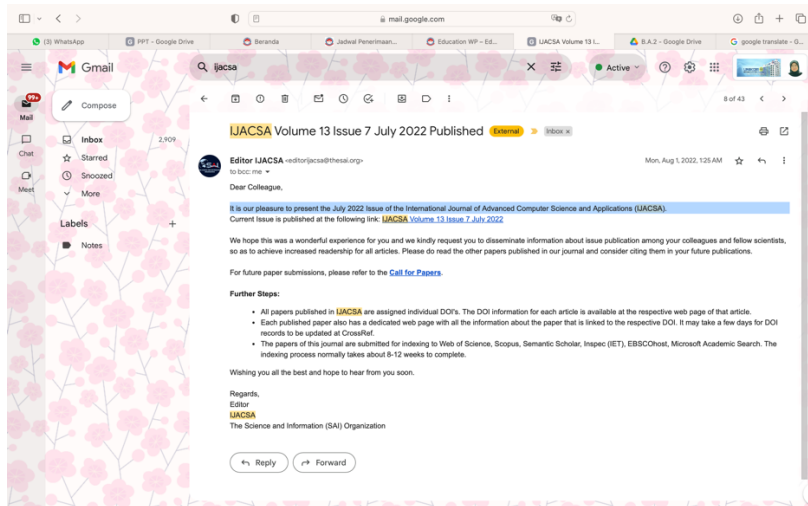 mail.google.com
(3) WhatsApp
PPT - Google Drive
Beranda
Jadwal Penerimaan...
Education WP – Ed...
IJACSA Volume 13 I...
B.A.2 - Google Drive
google translate - G...
Gmail
ijacsa
Active
99+
Mail
Chat
Meet
Compose
Inbox 2,909
Starred
Snoozed
More
Labels
Notes
8 of 43
IJACSA Volume 13 Issue 7 July 2022 Published External Inbox x
Editor IJACSA <editorijacsa@thesai.org> Mon, Aug 1, 2022, 1:25 AM
to bcc: me
Dear Colleague,
It is our pleasure to present the July 2022 Issue of the International Journal of Advanced Computer Science and Applications (IJACSA).
Current Issue is published at the following link: IJACSA Volume 13 Issue 7 July 2022
We hope this was a wonderful experience for you and we kindly request you to disseminate information about issue publication among your colleagues and fellow scientists,
so as to achieve increased readership for all articles. Please do read the other papers published in our journal and consider citing them in your future publications.
For future paper submissions, please refer to the Call for Papers.
Further Steps:
• All papers published in IJACSA are assigned individual DOI's. The DOI information for each article is available at the respective web page of that article.
• Each published paper also has a dedicated web page with all the information about the paper that is linked to the respective DOI. It may take a few days for DOI
records to be updated at CrossRef.
• The papers of this journal are submitted for indexing to Web of Science, Scopus, Semantic Scholar, Inspec (IET), EBSCOhost, Microsoft Academic Search. The
indexing process normally takes about 8-12 weeks to complete.
Wishing you all the best and hope to hear from you soon.
Regards,
Editor
IJACSA
The Science and Information (SAI) Organization
Reply
Forward